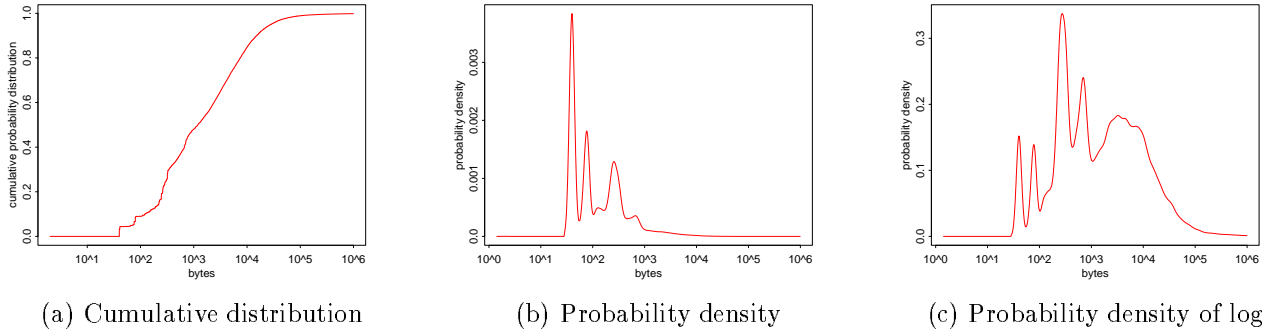 cumulative probability distribution
1.0
0.8
0.6
0.4
0.2
0.0
10^1 10^2 10^3 10^4 10^5 10^6
bytes
(a) Cumulative distribution
probability density
0.003
0.002
0.001
0.0
10^0 10^1 10^2 10^3 10^4 10^5 10^6
bytes
(b) Probability density
probability density
0.3
0.2
0.1
0.0
10^0 10^1 10^2 10^3 10^4 10^5 10^6
bytes
(c) Probability density of log